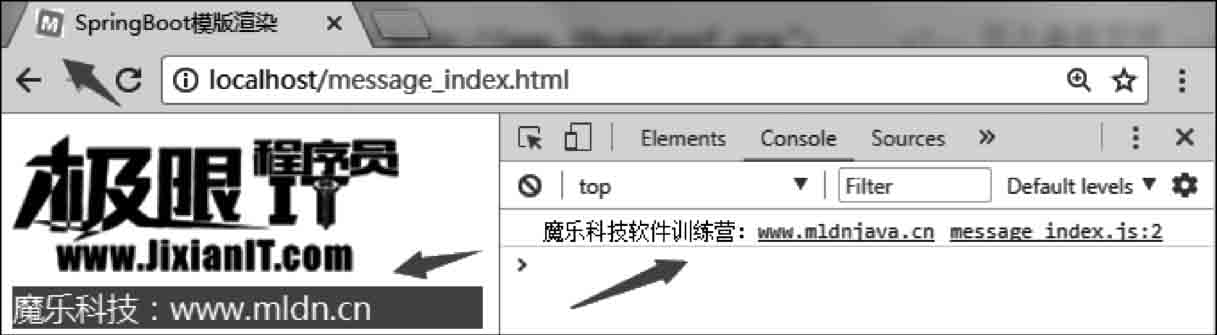 M SpringBoot模版渲染 ×
localhost/message_index.html
Elements Console Sources »
top Filter Default levels
极限程序员IT
www.JixianIT.com
魔乐科技软件训练营：www.mldnjava.cn message_index.js:2
魔乐科技：www.mldn.cn